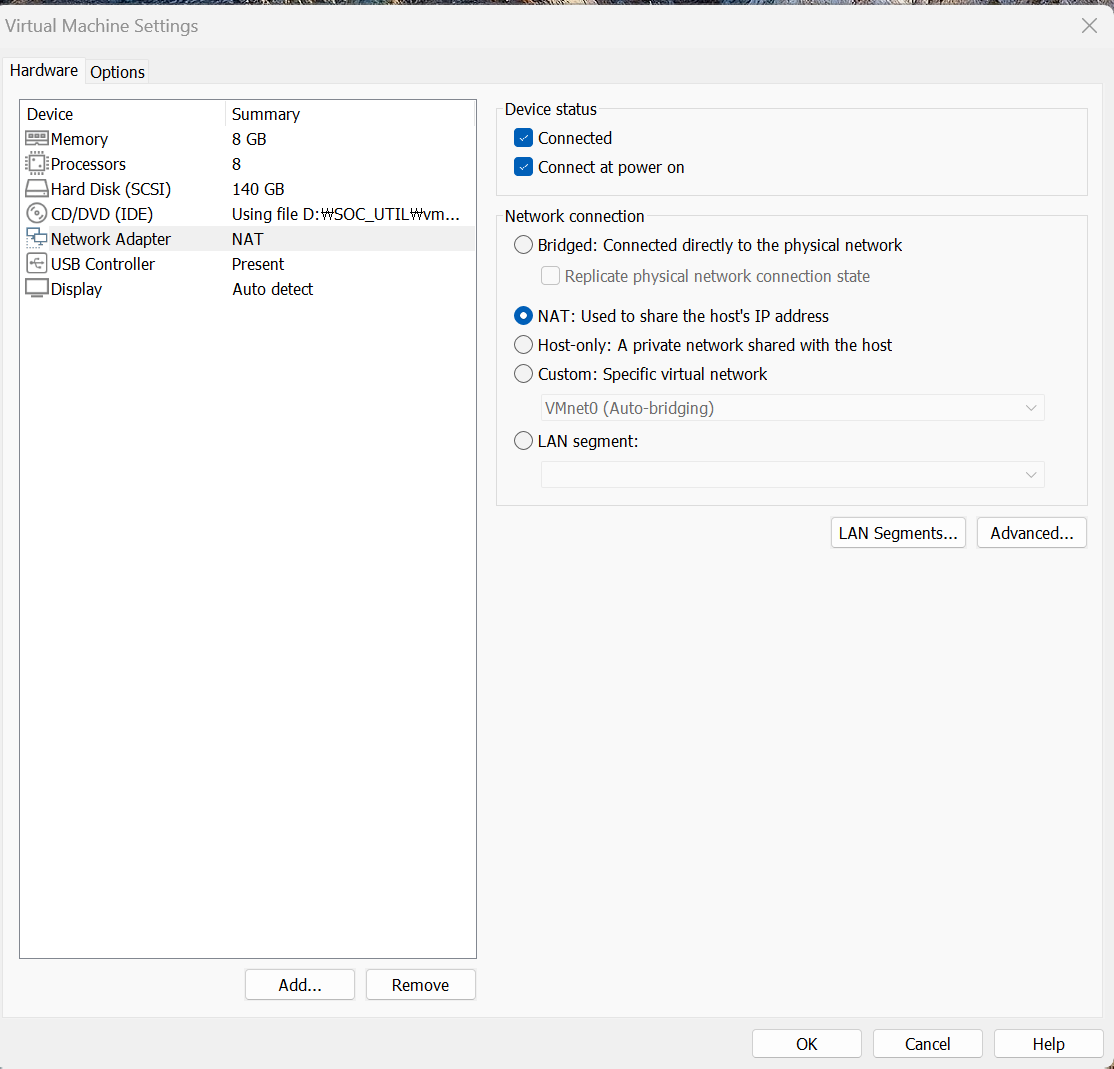 Virtual Machine Settings
Hardware Options
Device Summary
Memory 8 GB
Processors 8
Hard Disk (SCSI) 140 GB
CD/DVD (IDE) Using file D:₩SOC_UTIL₩vm...
Network Adapter NAT
USB Controller Present
Display Auto detect
Add... Remove
Device status
Connected
Connect at power on
Network connection
Bridged: Connected directly to the physical network
Replicate physical network connection state
NAT: Used to share the host's IP address
Host-only: A private network shared with the host
Custom: Specific virtual network
VMnet0 (Auto-bridging)
LAN segment:
LAN Segments... Advanced...
OK Cancel Help